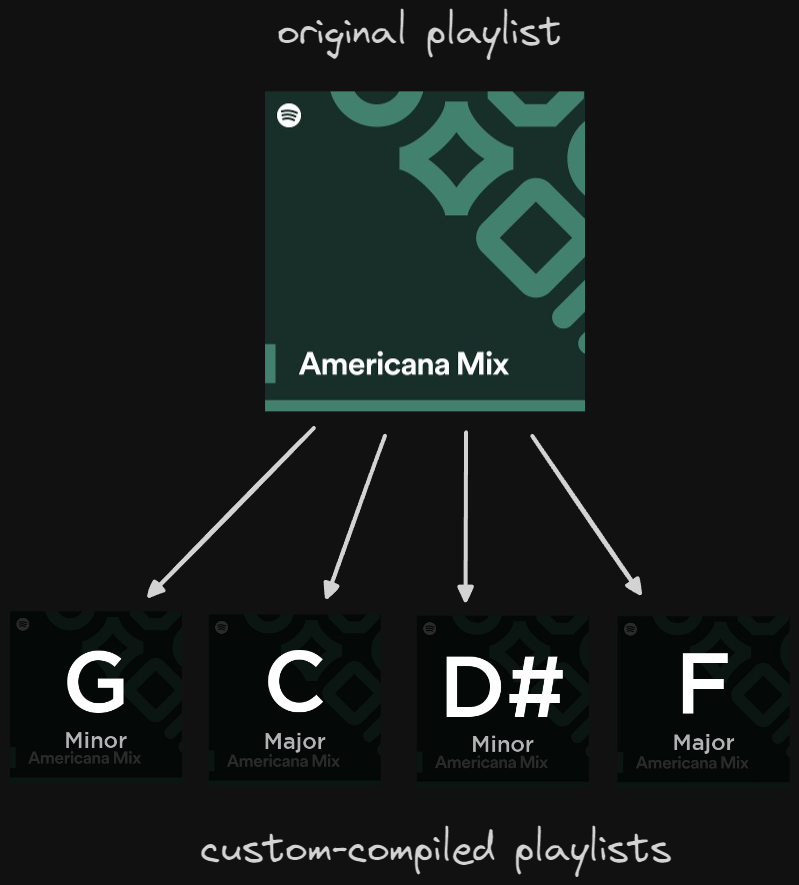 original playlist
Americana Mix
G
Minor
Americana Mix
C
Major
Americana Mix
D#
Minor
Americana Mix
F
Major
Americana Mix
custom-compiled playlists